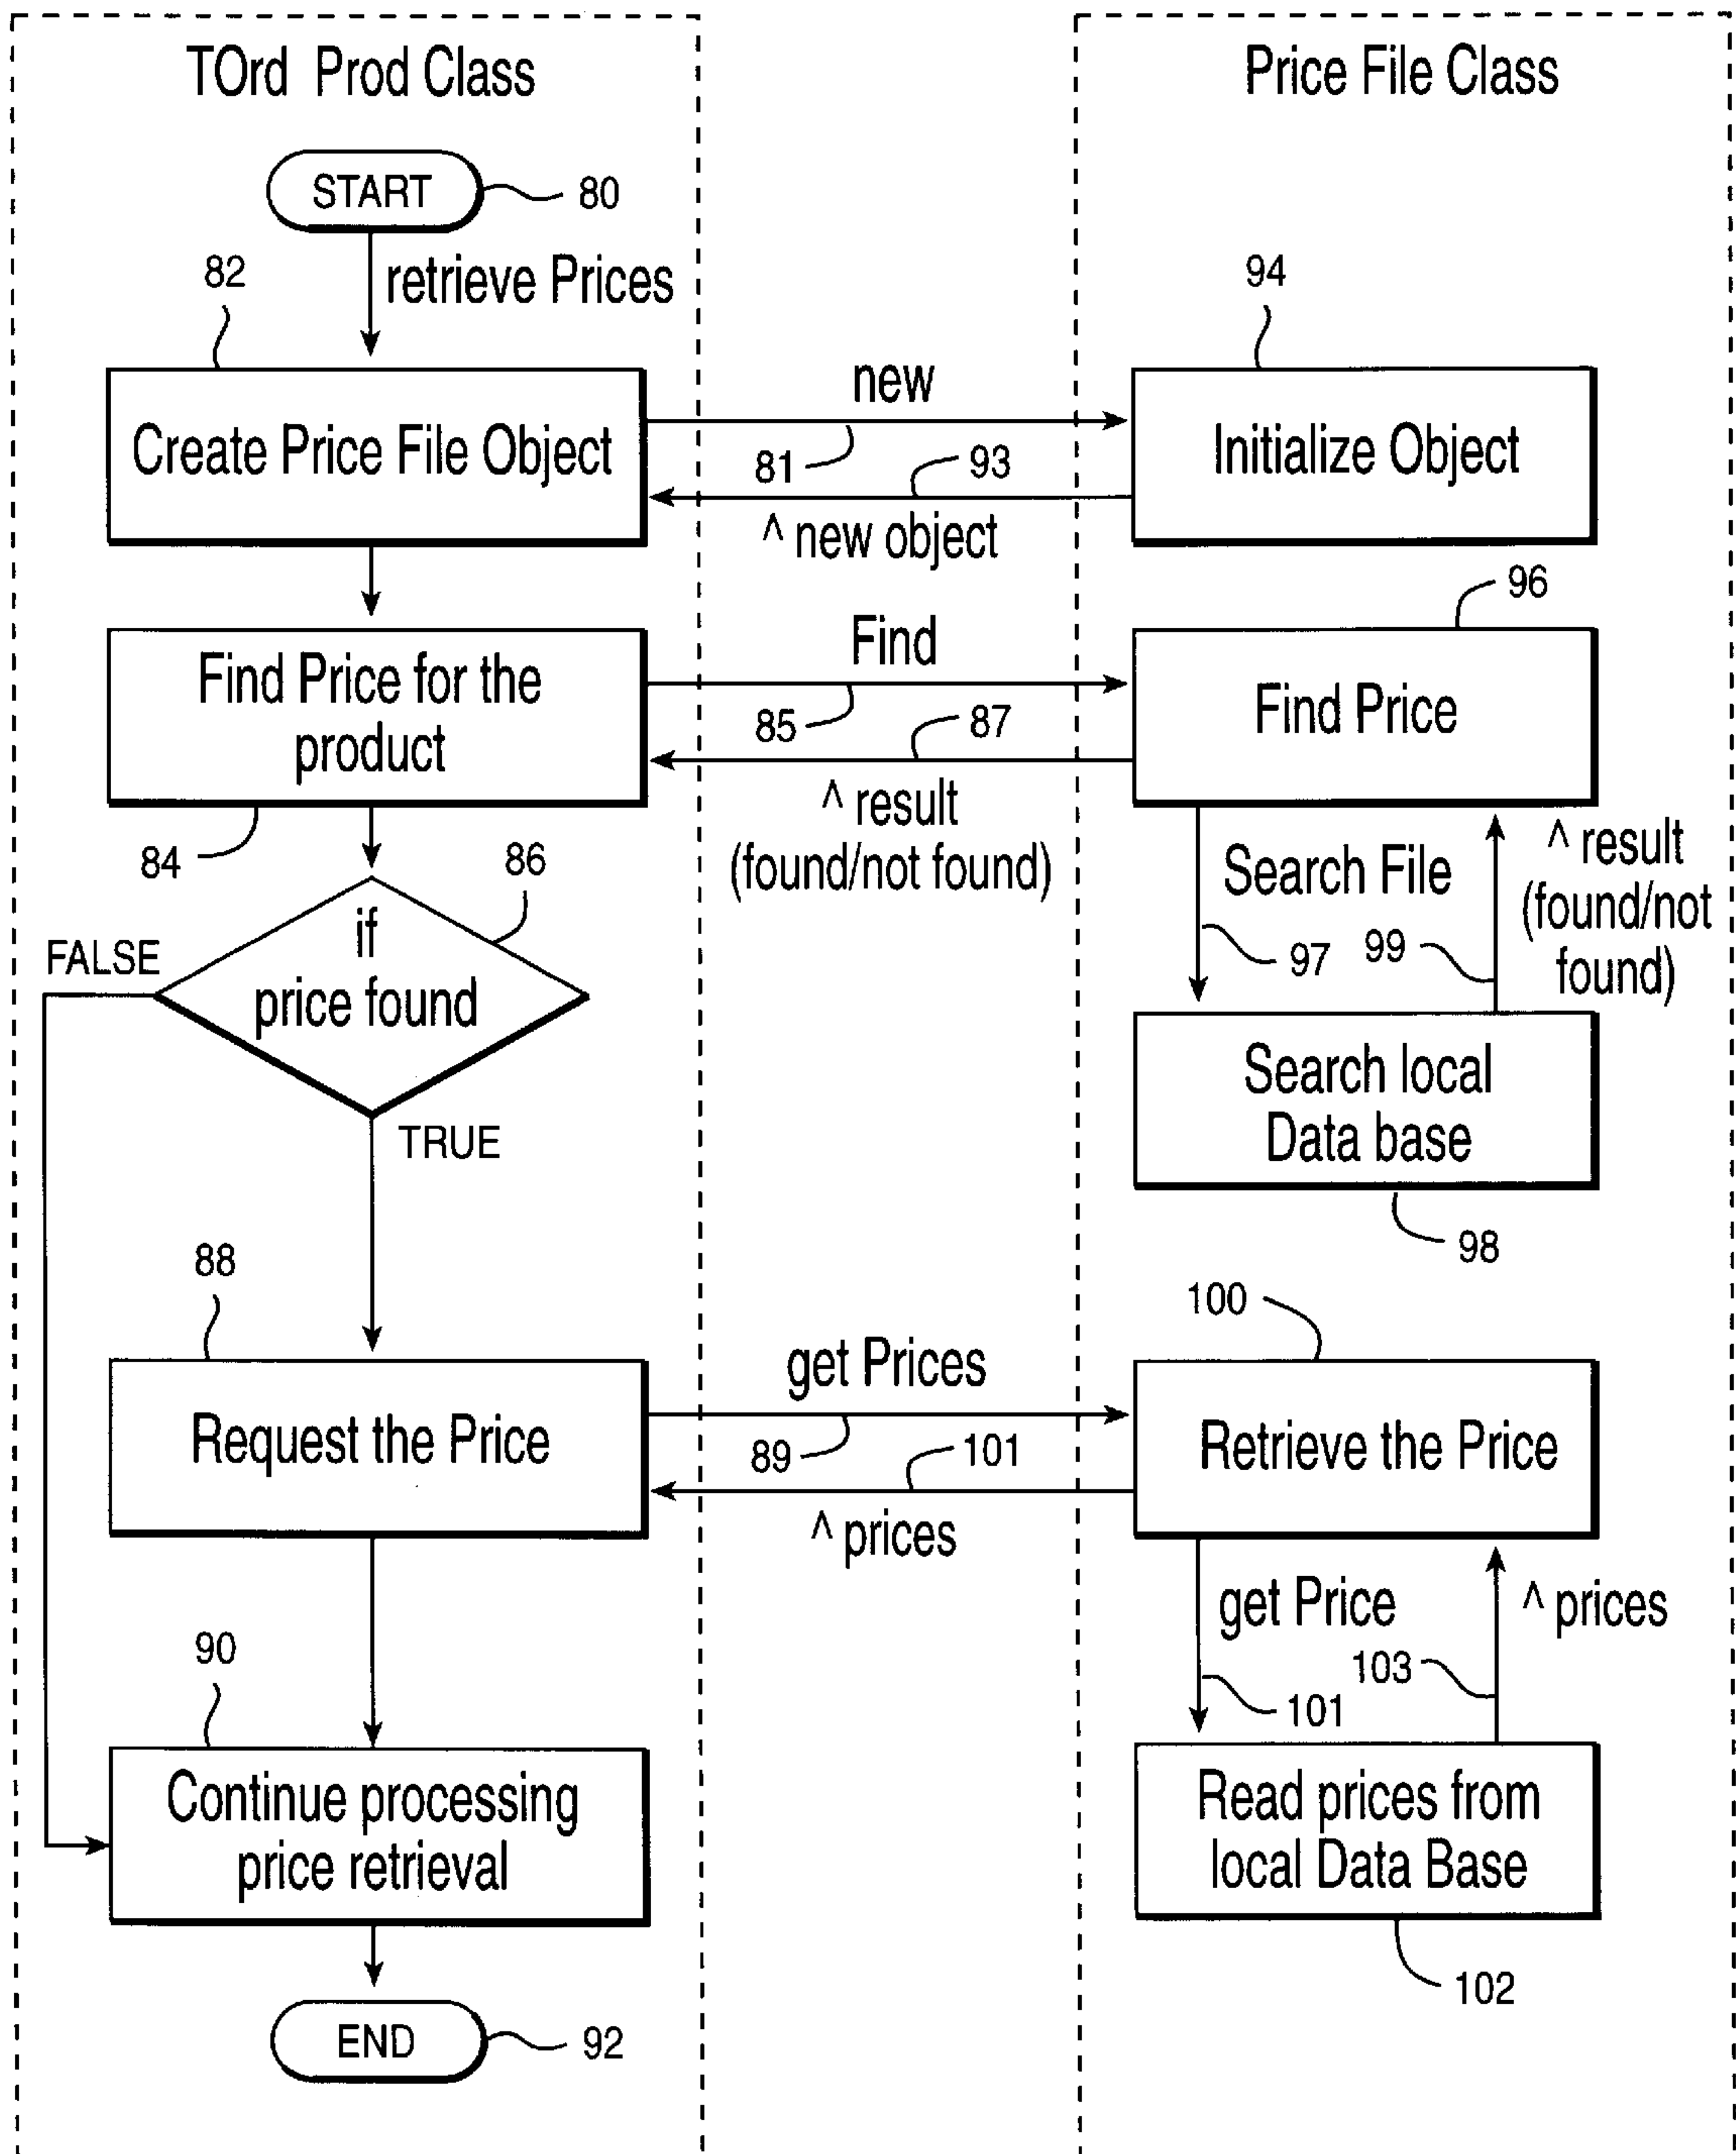 TOrd Prod Class
Price File Class
START
80
retrieve Prices
82
94
Create Price File Object
new
81
93
^ new object
Initialize Object
96
Find Price for the
product
Find
85
87
^ result
(found/not found)
Find Price
84
86
if
price found
FALSE
TRUE
Search File
97
99
^ result
(found/not
found)
Search local
Data base
98
88
100
Request the Price
get Prices
89
101
^ prices
Retrieve the Price
get Price
101
103
^ prices
90
Continue processing
price retrieval
Read prices from
local Data Base
102
END
92